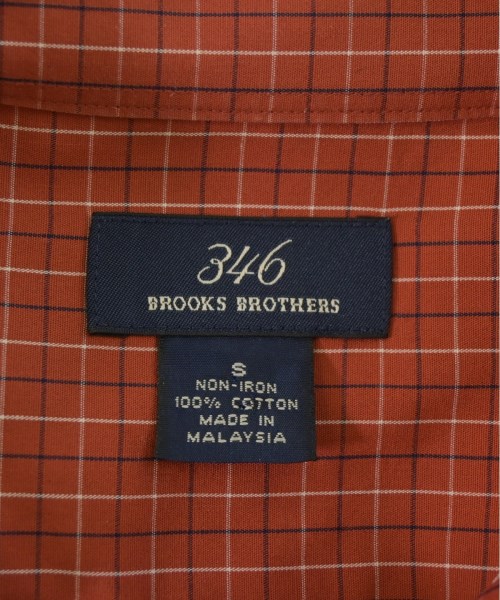 346
BROOKS BROTHERS
S
NON-IRON
100% COTTON
MADE IN
MALAYSIA